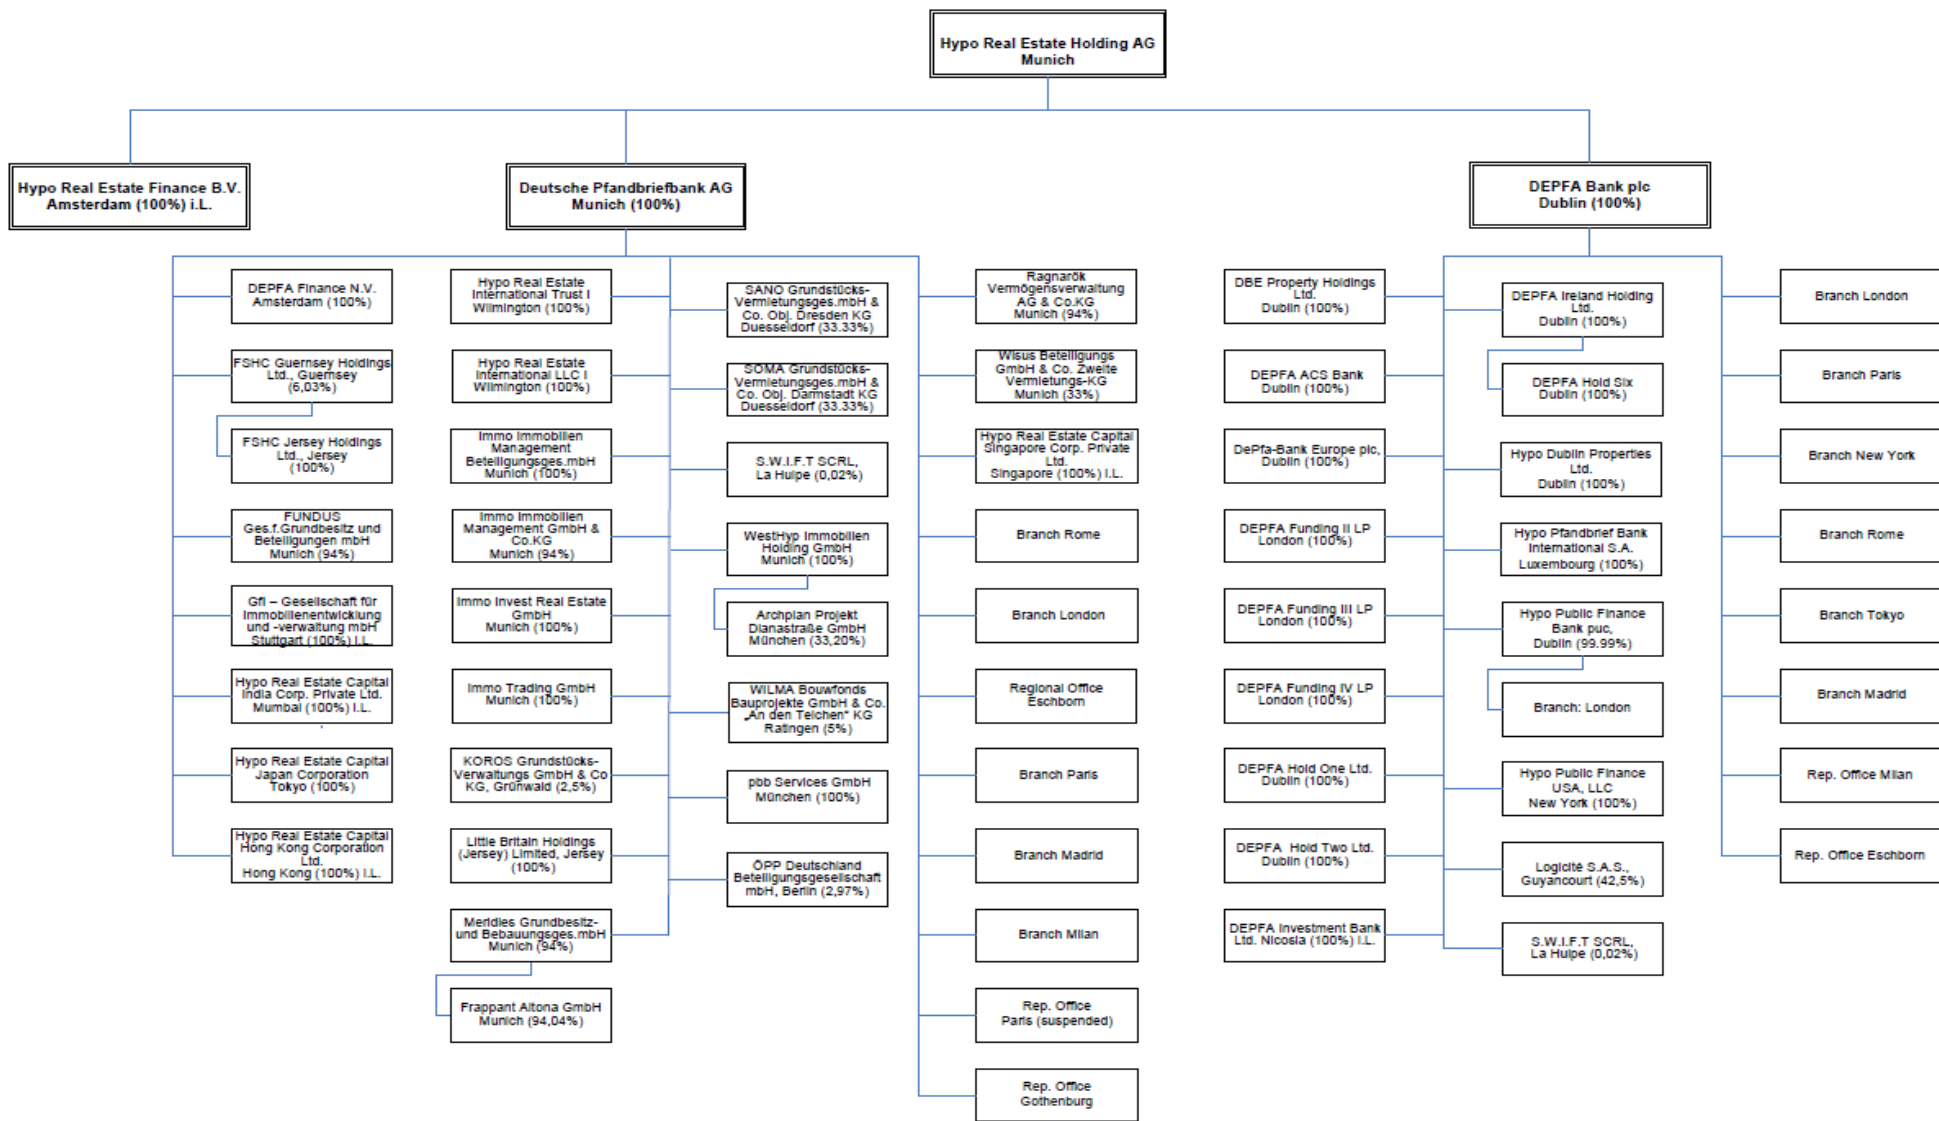 Hypo Real Estate Holding AG
Munich
Hypo Real Estate Finance B.V.
Amsterdam (100%) i.L.
Deutsche Pfandbriefbank AG
Munich (100%)
DEPFA Bank plc
Dublin (100%)
DEPFA Finance N.V.
Amsterdam (100%)
FSHC Guernsey Holdings
Ltd., Guernsey
(6,03%)
FSHC Jersey Holdings
Ltd., Jersey
(100%)
FUNDUS
Ges.f.Grundbesitz und
Beteiligungen mbH
Munich (94%)
GfI – Gesellschaft für
Immobilienentwicklung
und -verwaltung mbH
Stuttgart (100%) i.L.
Hypo Real Estate Capital
India Corp. Private Ltd.
Mumbai (100%) i.L.
Hypo Real Estate Capital
Japan Corporation
Tokyo (100%)
Hypo Real Estate Capital
Hong Kong Corporation
Ltd.
Hong Kong (100%) i.L.
Hypo Real Estate
International Trust I
Wilmington (100%)
Hypo Real Estate
International LLC I
Wilmington (100%)
Immo Immobilien
Management
Beteiligungsges.mbH
Munich (100%)
Immo Immobilien
Management GmbH &
Co.KG
Munich (94%)
Immo Invest Real Estate
GmbH
Munich (100%)
Immo Trading GmbH
Munich (100%)
KOROS Grundstücks-
Verwaltungs GmbH & Co
KG, Grünwald (2,5%)
Little Britain Holdings
(Jersey) Limited, Jersey
(100%)
Meridies Grundbesitz-
und Bebauungsges.mbH
Munich (94%)
Frappant Altona GmbH
Munich (94,04%)
SANO Grundstücks-
Vermietungsges.mbH &
Co. Obj. Dresden KG
Duesseldorf (33.33%)
SOMA Grundstücks-
Vermietungsges.mbH &
Co. Obj. Darmstadt KG
Duesseldorf (33.33%)
S.W.I.F.T SCRL,
La Hulpe (0,02%)
WestHyp Immobilien
Holding GmbH
Munich (100%)
Archplan Projekt
Dianastraße GmbH
München (33,20%)
WILMA Bouwfonds
Bauprojekte GmbH & Co.
„An den Teichen“ KG
Ratingen (5%)
pbb Services GmbH
München (100%)
ÖPP Deutschland
Beteiligungsgesellschaft
mbH, Berlin (2,97%)
Ragnarök
Vermögensverwaltung
AG & Co.KG
Munich (94%)
Wisus Beteiligungs
GmbH & Co. Zweite
Vermietungs-KG
Munich (33%)
Hypo Real Estate Capital
Singapore Corp. Private
Ltd.
Singapore (100%) i.L.
Branch Rome
Branch London
Regional Office
Eschborn
Branch Paris
Branch Madrid
Branch Milan
Rep. Office
Paris (suspended)
Rep. Office
Gothenburg
DBE Property Holdings
Ltd.
Dublin (100%)
DEPFA ACS Bank
Dublin (100%)
DePfa-Bank Europe plc,
Dublin (100%)
DEPFA Funding II LP
London (100%)
DEPFA Funding III LP
London (100%)
DEPFA Funding IV LP
London (100%)
DEPFA Hold One Ltd.
Dublin (100%)
DEPFA  Hold Two Ltd.
Dublin (100%)
DEPFA Investment Bank
Ltd. Nicosia (100%) i.L.
DEPFA Ireland Holding
Ltd.
Dublin (100%)
DEPFA Hold Six
Dublin (100%)
Hypo Dublin Properties
Ltd.
Dublin (100%)
Hypo Pfandbrief Bank
International S.A.
Luxembourg (100%)
Hypo Public Finance
Bank puc,
Dublin (99.99%)
Branch: London
Hypo Public Finance
USA, LLC
New York (100%)
Logicité S.A.S.,
Guyancourt (42,5%)
S.W.I.F.T SCRL,
La Hulpe (0,02%)
Branch London
Branch Paris
Branch New York
Branch Rome
Branch Tokyo
Branch Madrid
Rep. Office Milan
Rep. Office Eschborn